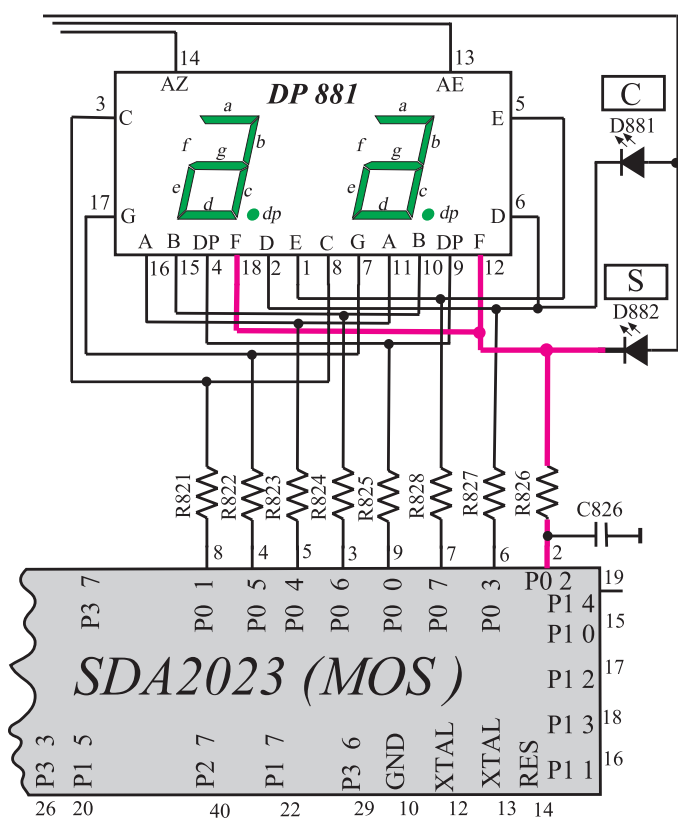 14
13
AZ
AE
DP 881
C
D881
3
C
a
a
E
5
f
b
f
b
g
g
e
c
e
c
d
dp
d
dp
17
G
D
6
A B DP F D E C G A B DP F
16 15 4 18 2 1 8 7 11 10 9 12
S
D882
R821
R822
R823
R824
R825
R828
R827
R826
C826
8
4
5
3
9
7
6
2
P0 1
P0 5
P0 4
P0 6
P0 0
P0 7
P0 3
P0 2
P3 7
19
P1 4
15
P1 0
SDA2023 (MOS )
17
P1 2
18
P1 3
16
P1 1
P3 3
P1 5
P2 7
P1 7
P3 6
GND
XTAL
XTAL
RES
26
20
40
22
29
10
12
13
14